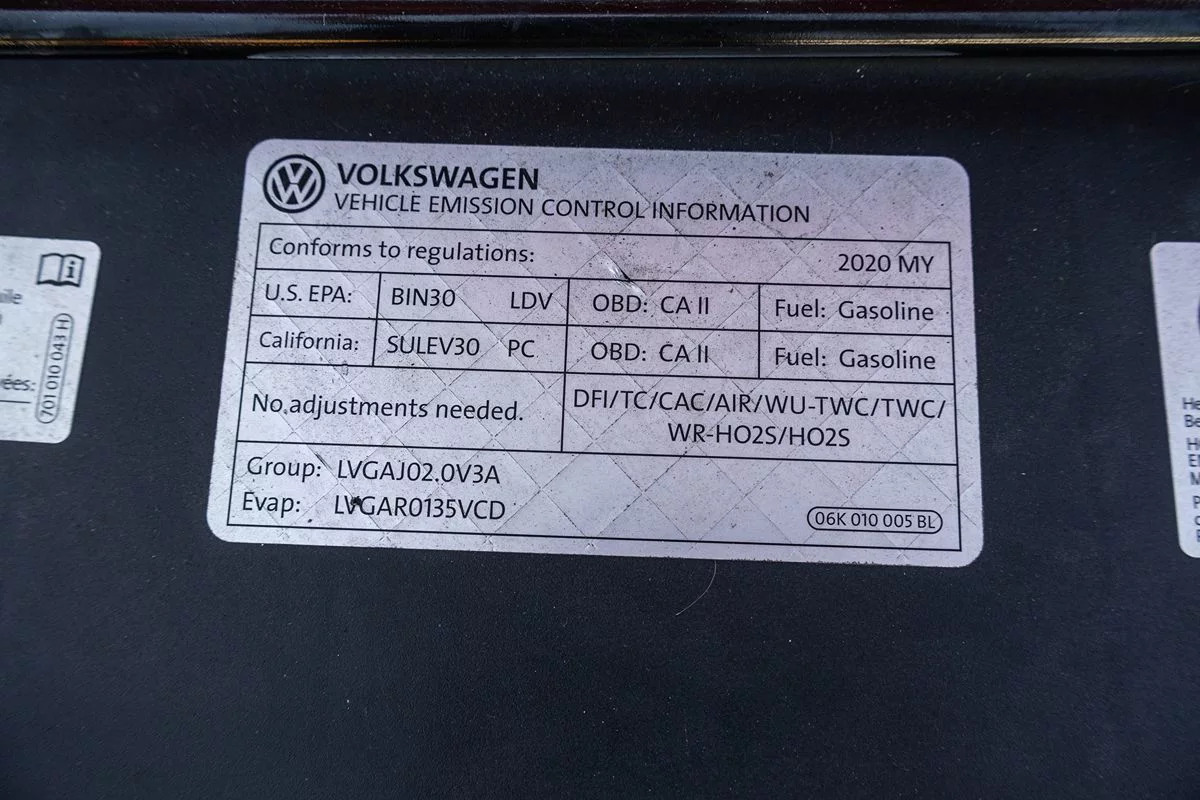 VOLKSWAGEN
VEHICLE EMISSION CONTROL INFORMATION
Conforms to regulations: 2020 MY
U.S. EPA: BIN30 LDV OBD: CA II Fuel: Gasoline
California: SULEV30 PC OBD: CA II Fuel: Gasoline
No adjustments needed.
DFI/TC/CAC/AIR/WU-TWC/TWC/
WR-HO2S/HO2S
Group: LVGAJ02.0V3A
Evap: LVGAR0135VCD
06K 010 005 BL
701 010 043 H